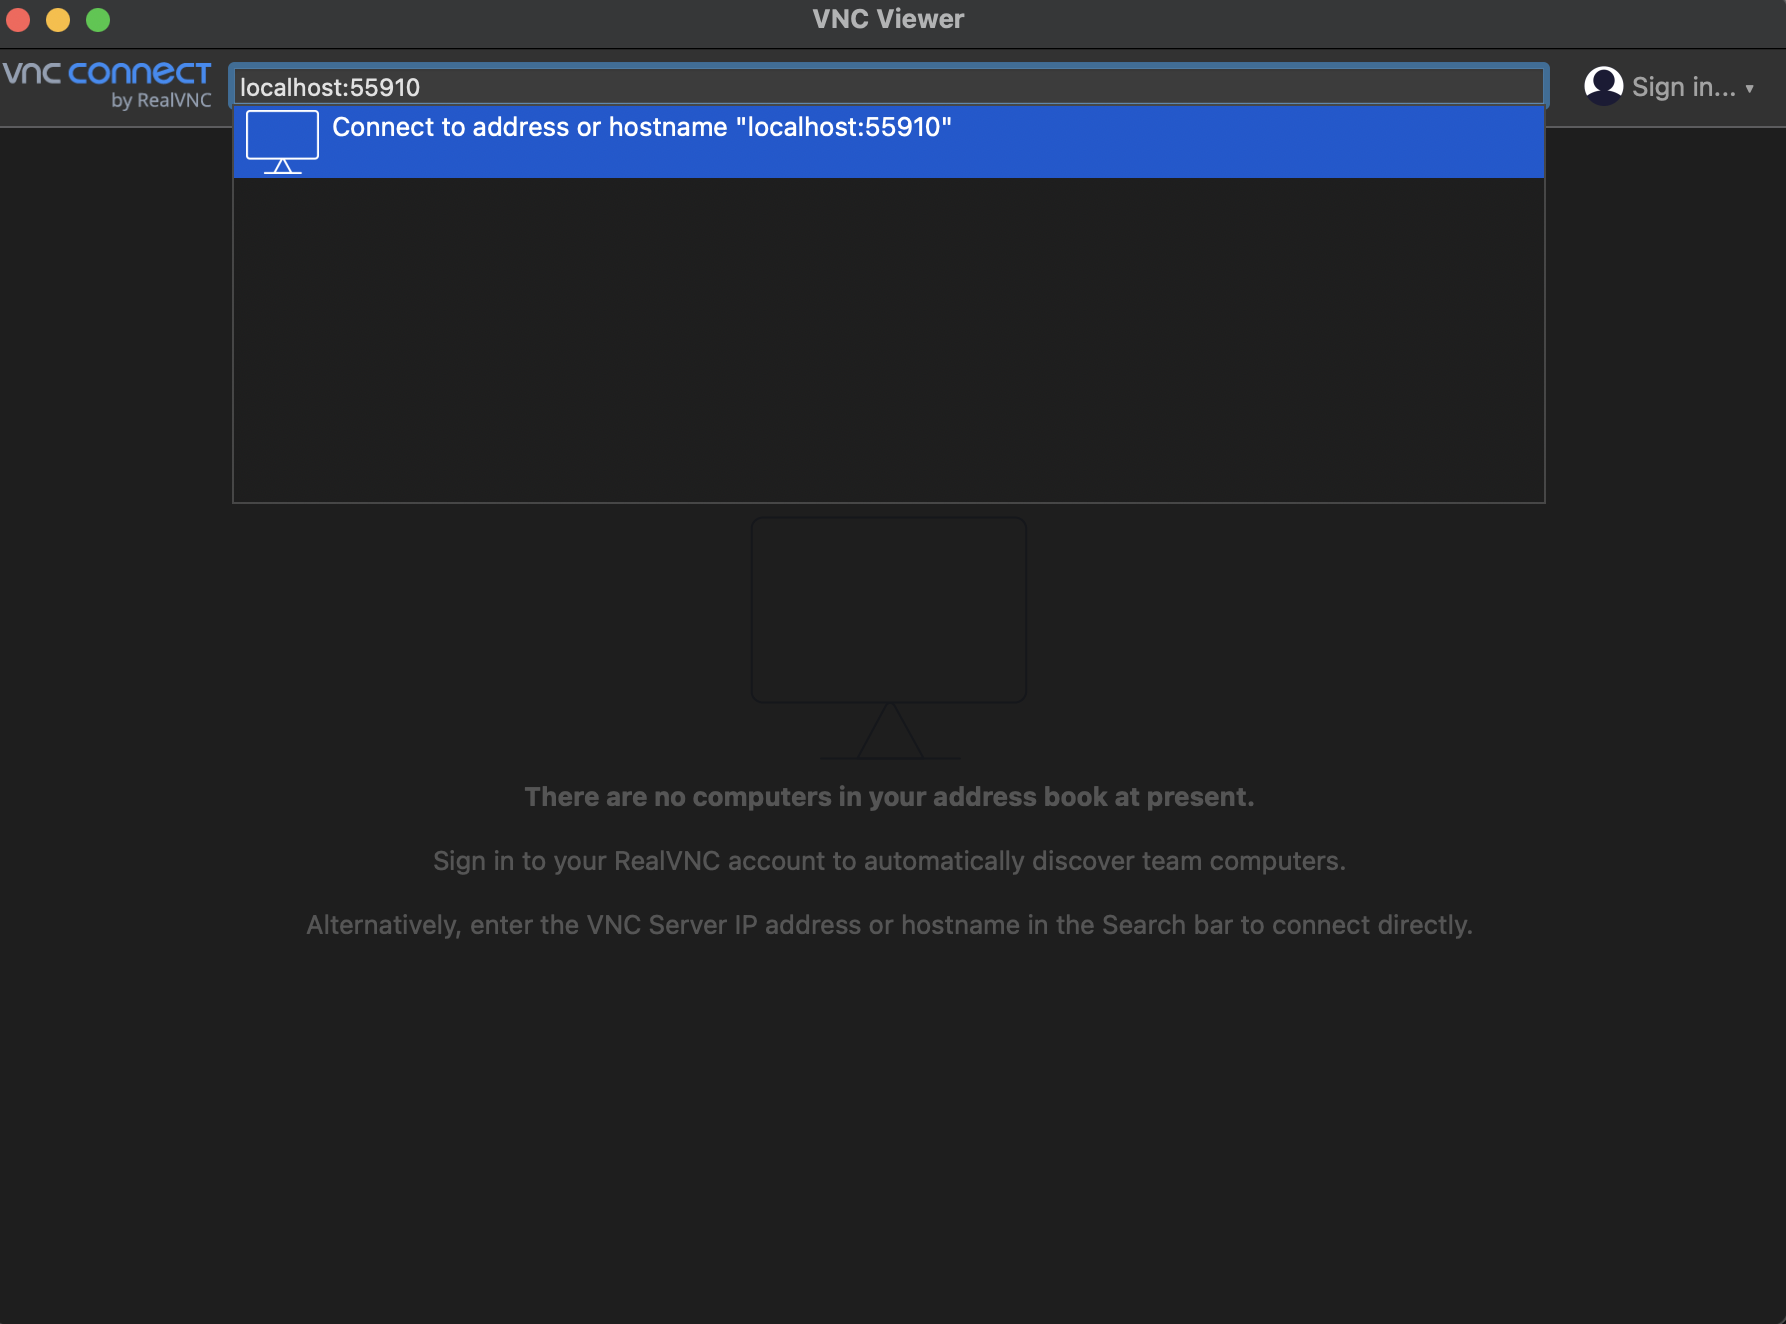 VNC Viewer
vnc connect
by RealVNC
localhost:55910
Sign in...
Connect to address or hostname "localhost:55910"
There are no computers in your address book at present.
Sign in to your RealVNC account to automatically discover team computers.
Alternatively, enter the VNC Server IP address or hostname in the Search bar to connect directly.